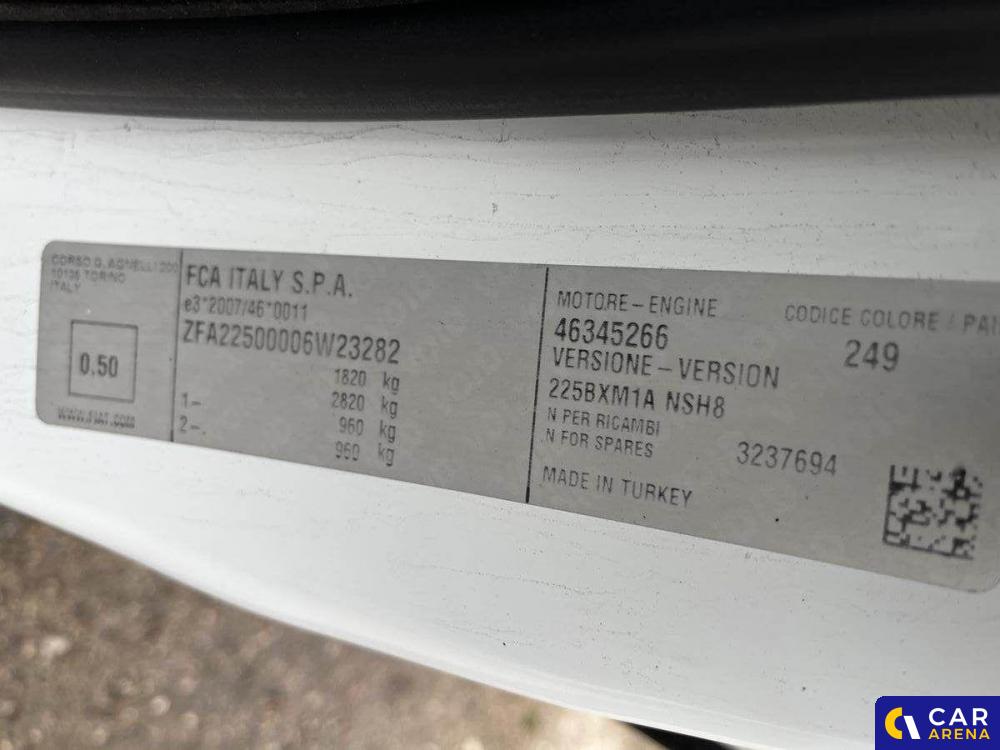 CORSO G. AGNELLI 200
10135 TORINO
ITALY
0.50
www.FIAT.com
FCA ITALY S.P.A.
e3*2007/46*0011
ZFA22500006W23282
1820 kg
2820 kg
1- 960 kg
2- 960 kg
MOTORE-ENGINE
46345266
VERSIONE-VERSION
225BXM1A NSH8
N PER RICAMBI
N FOR SPARES
3237694
MADE IN TURKEY
CODICE COLORE /
249
CAR
ARENA